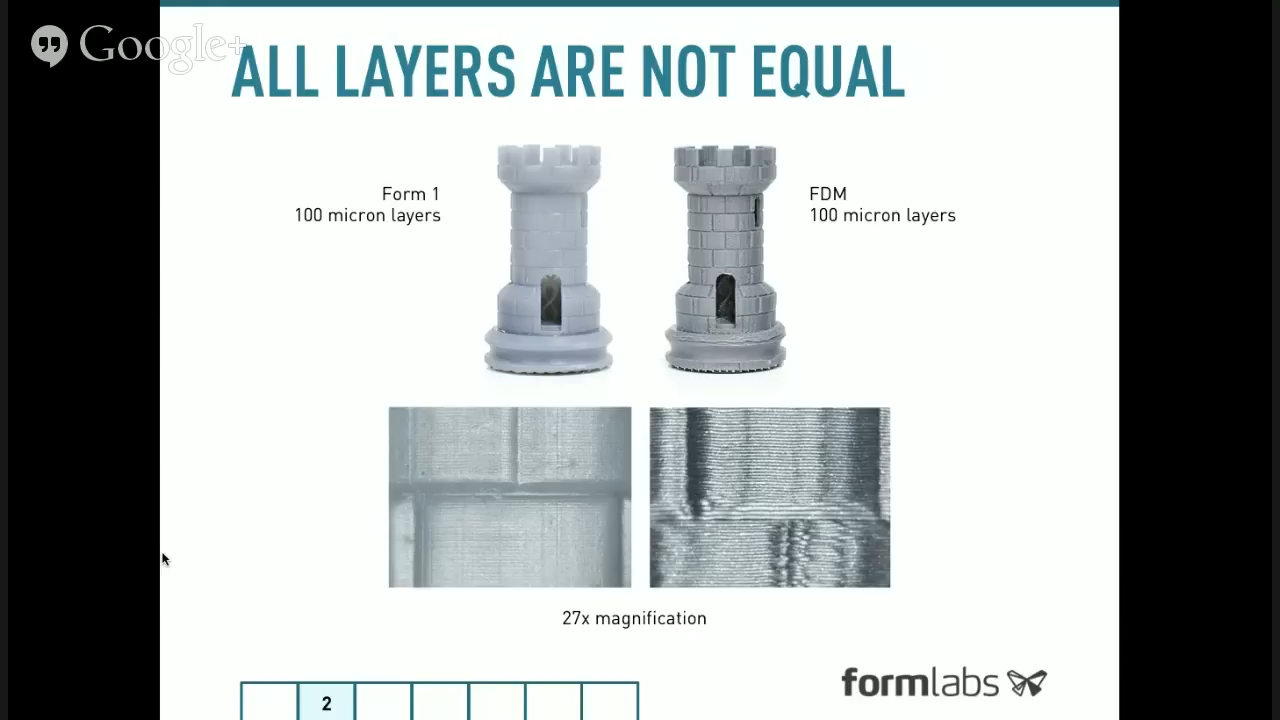 Google+
ALL LAYERS ARE NOT EQUAL
Form 1
100 micron layers
FDM
100 micron layers
27x magnification
formlabs
2